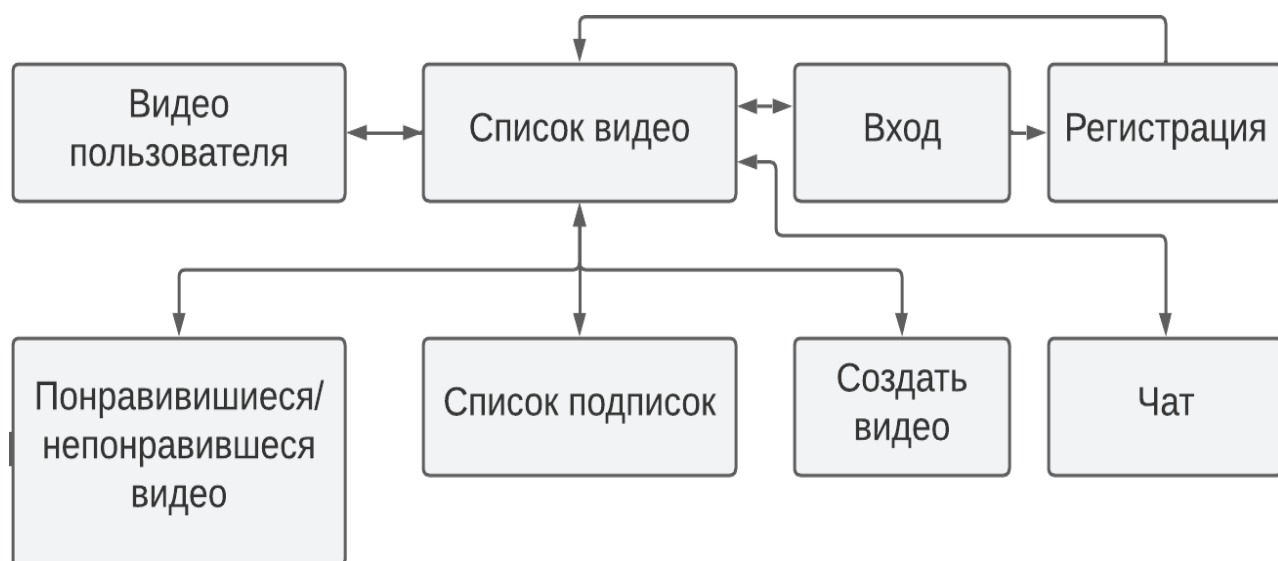 Видео
пользователя
Список видео
Вход
Регистрация
Понравивишиеся/
непонравившеся
видео
Список подписок
Создать
видео
Чат